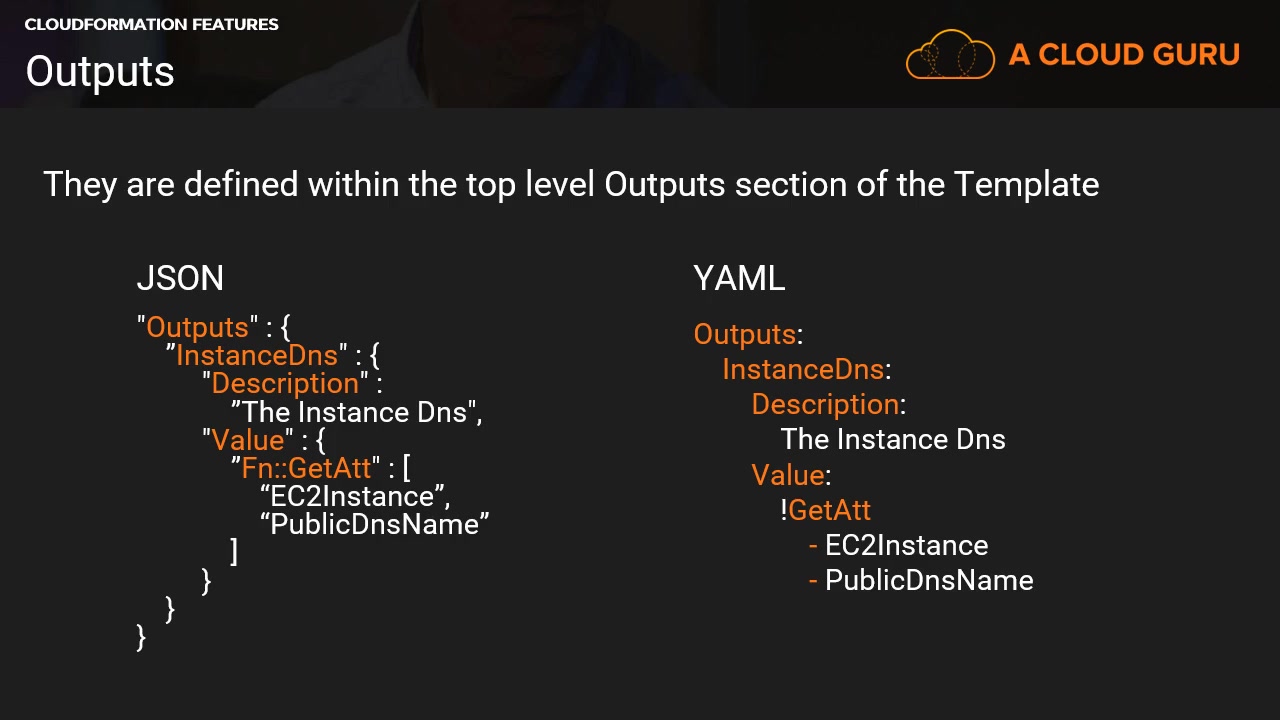 CLOUDFORMATION FEATURES
Outputs
A CLOUD GURU
They are defined within the top level Outputs section of the Template
JSON
"Outputs" : {
”InstanceDns" : {
"Description" :
”The Instance Dns",
"Value" : {
”Fn::GetAtt" : [
“EC2Instance”,
“PublicDnsName”
]
}
}
}
YAML
Outputs:
InstanceDns:
Description:
The Instance Dns
Value:
!GetAtt
- EC2Instance
- PublicDnsName